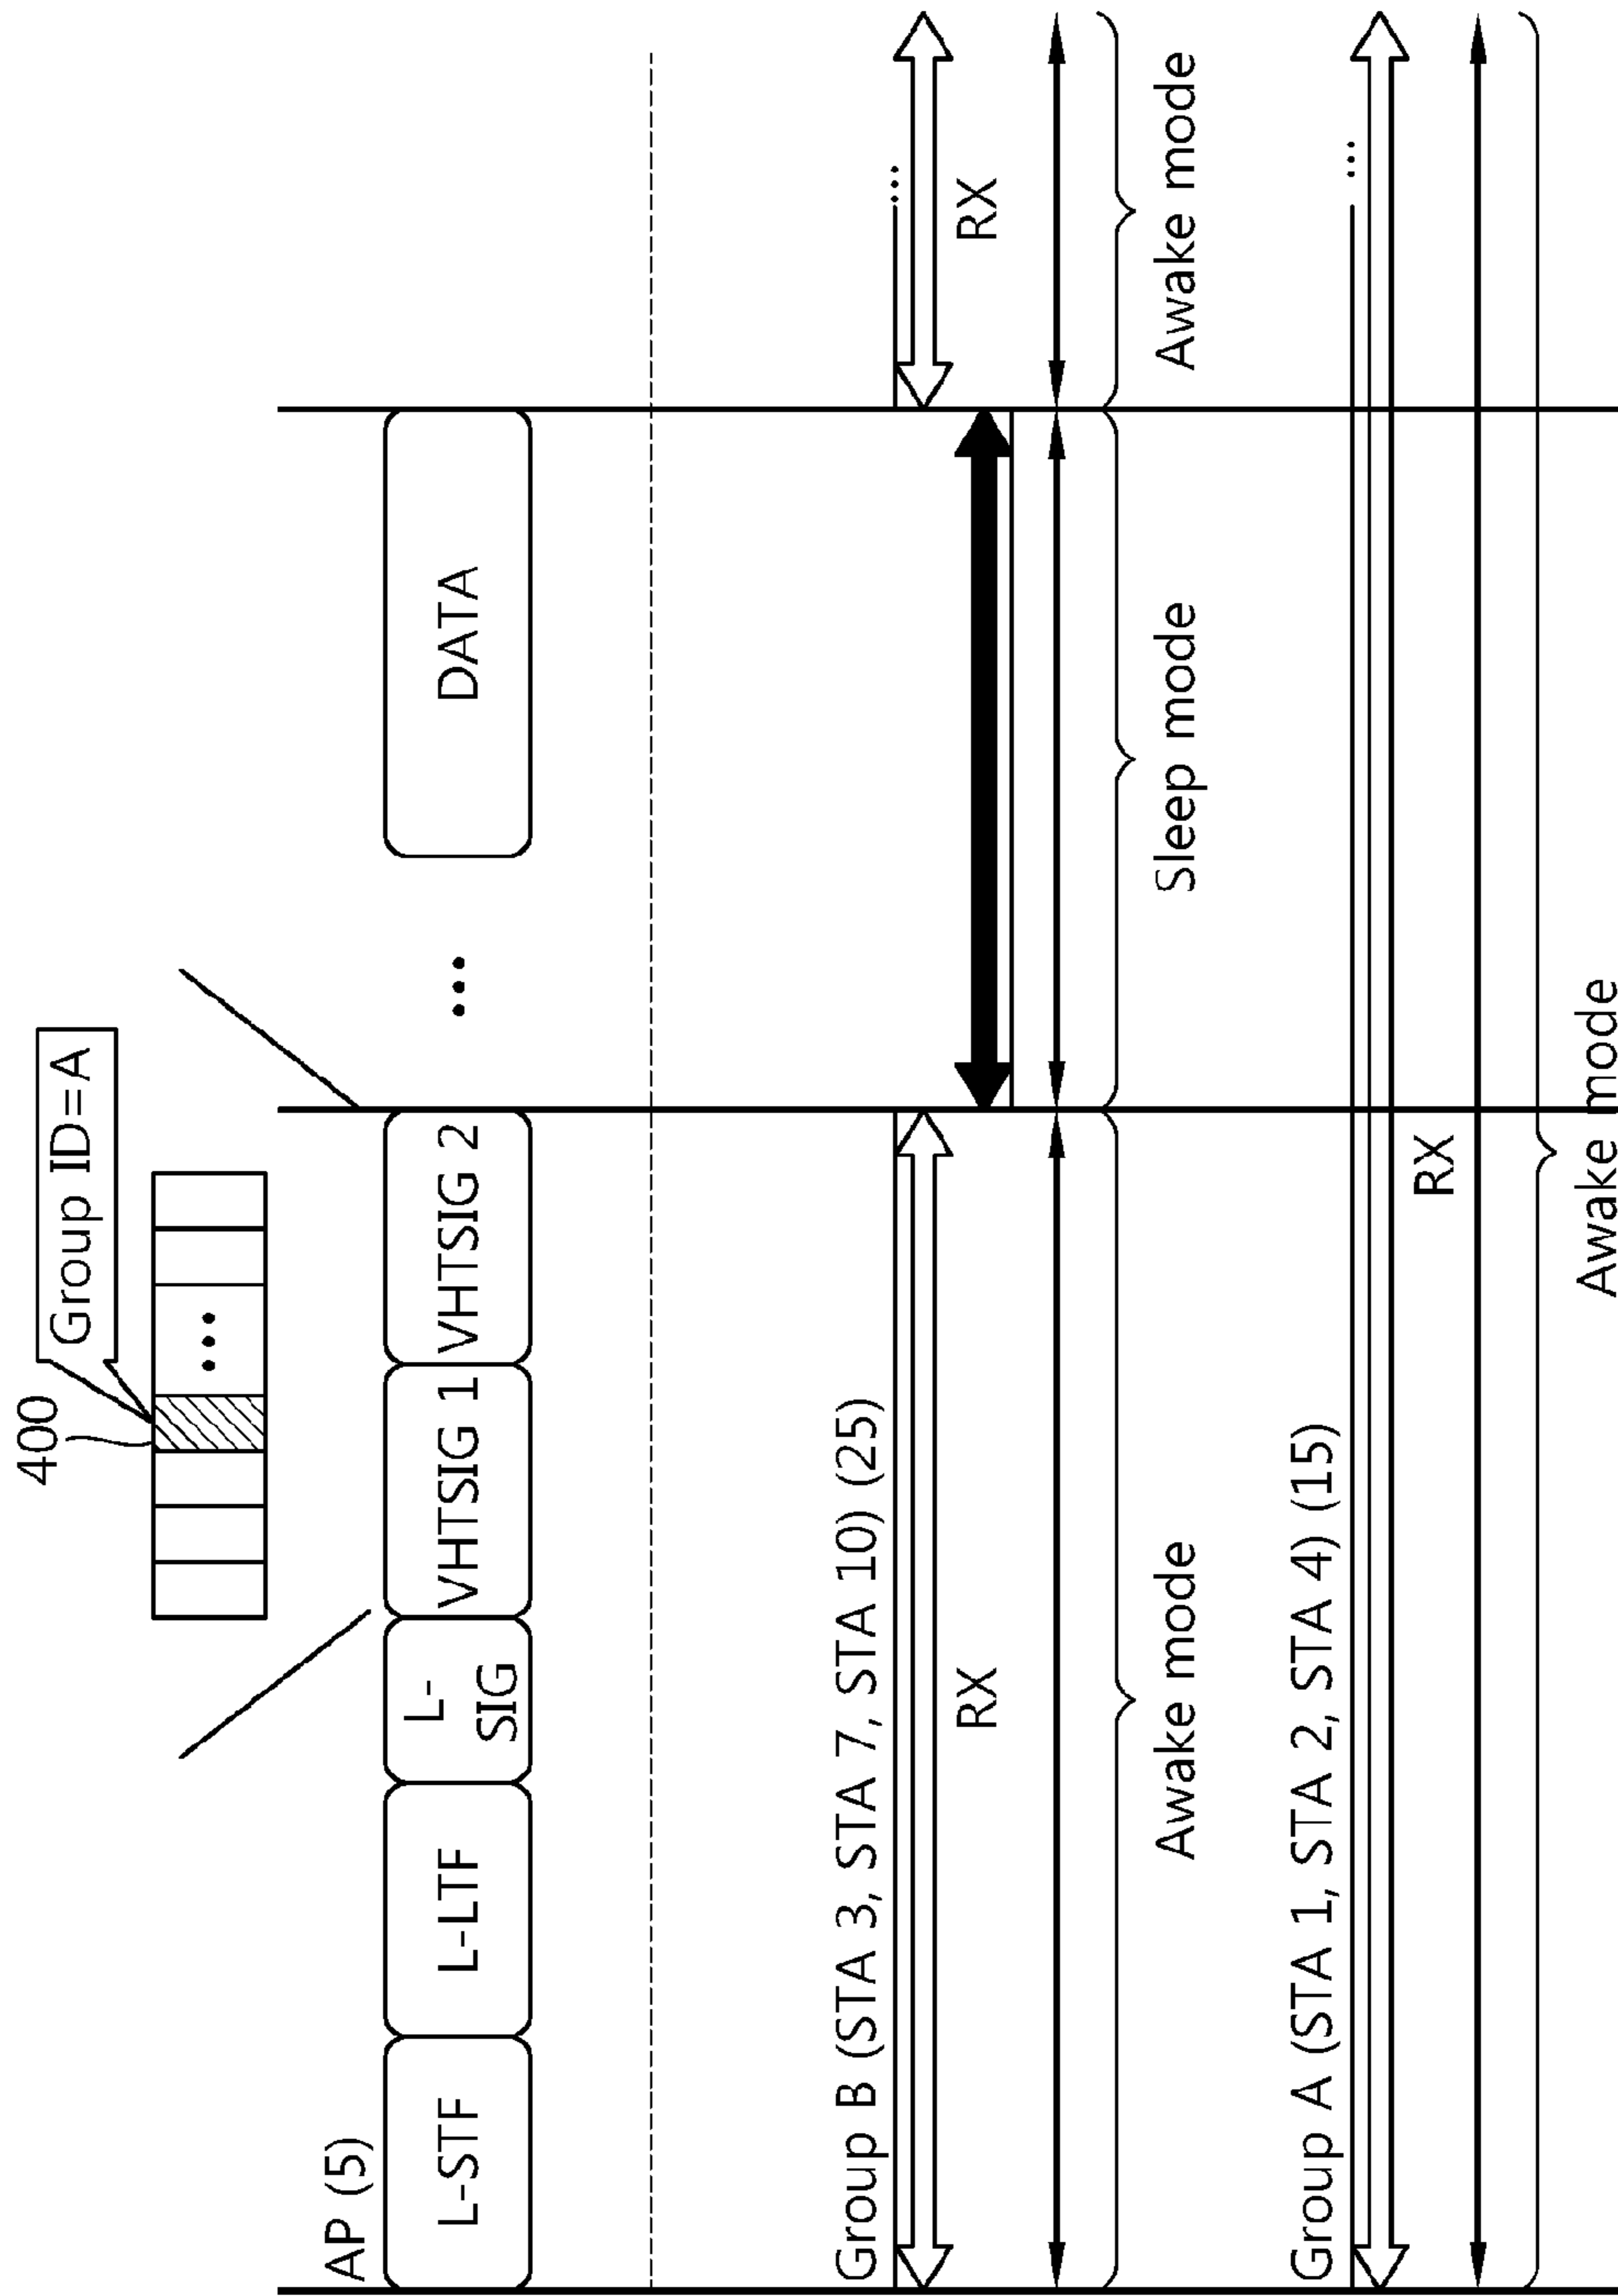 400
Group ID=A
...
AP (5)
L-STF
L-LTF
L-
SIG
VHTSIG 1
VHTSIG 2
...
DATA
Group B (STA 3, STA 7, STA 10) (25)
...
RX
RX
Awake mode
Sleep mode
Awake mode
Group A (STA 1, STA 2, STA 4) (15)
...
RX
Awake mode